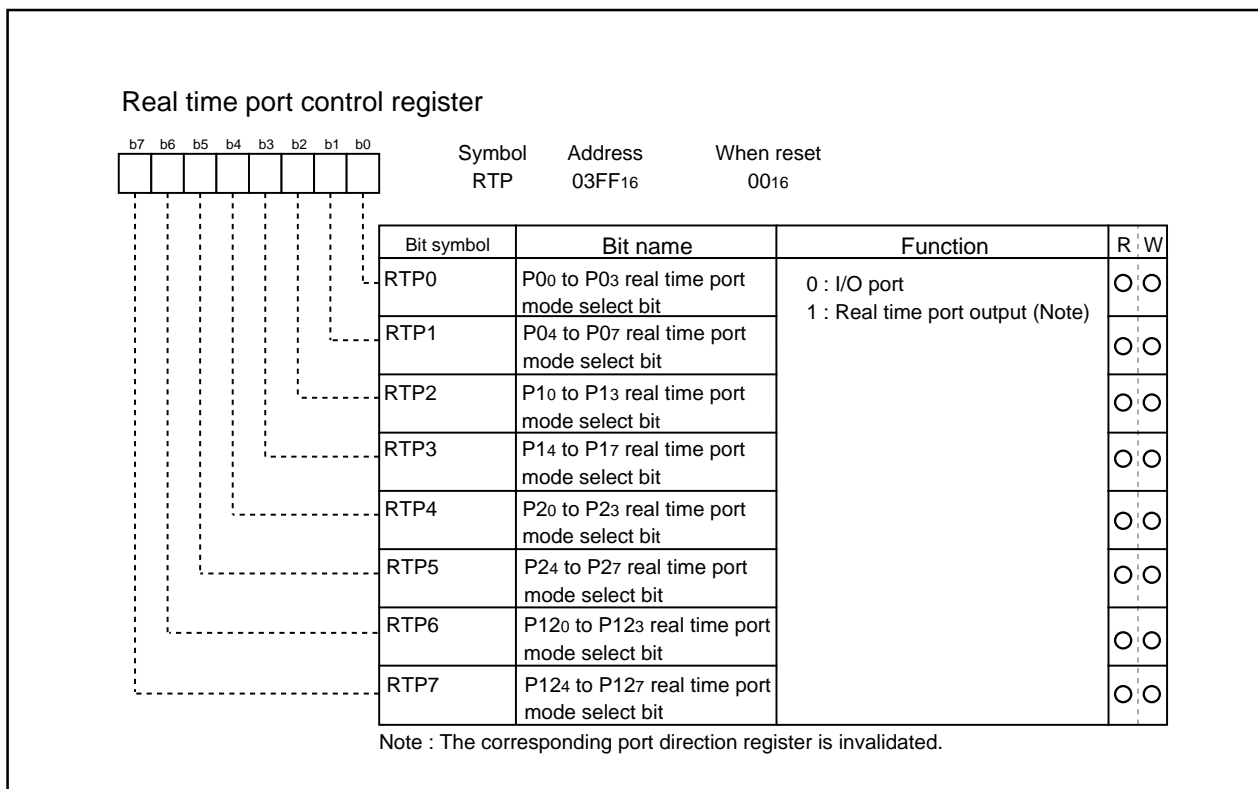 Real time port control register
b7 b6 b5 b4 b3 b2 b1 b0
Symbol Address When reset
RTP 03FF16 0016
Bit symbol Bit name Function R W
RTP0 P00 to P03 real time port mode select bit
0 : I/O port
1 : Real time port output (Note)
RTP1 P04 to P07 real time port
mode select bit
RTP2 P10 to P13 real time port
mode select bit
RTP3 P14 to P17 real time port
mode select bit
RTP4 P20 to P23 real time port
mode select bit
RTP5 P24 to P27 real time port
mode select bit
RTP6 P120 to P123 real time port
mode select bit
RTP7 P124 to P127 real time port
mode select bit
Note : The corresponding port direction register is invalidated.